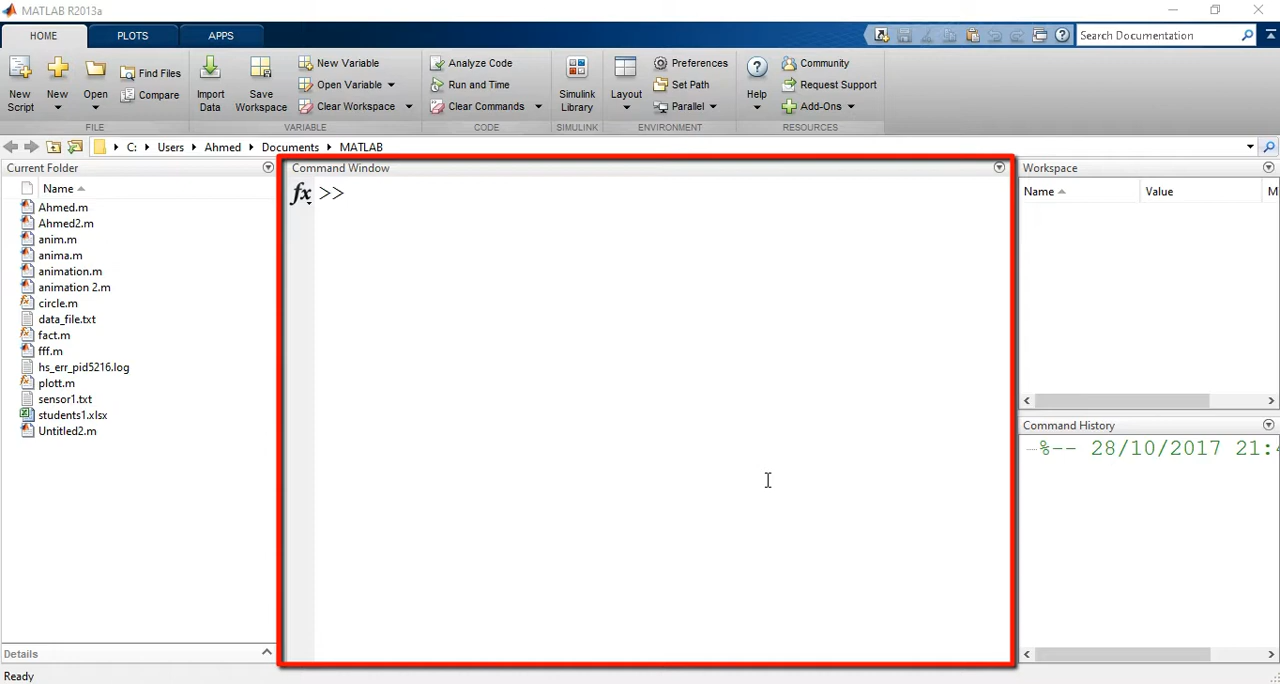 MATLAB R2013a
HOME PLOTS APPS Search Documentation
New Script New Open Find Files Compare Import Data Save Workspace New Variable Open Variable Clear Workspace Analyze Code Run and Time Clear Commands Simulink Library Layout Preferences Set Path Parallel Help Community Request Support Add-Ons
FILE VARIABLE CODE SIMULINK ENVIRONMENT RESOURCES
C: Users Ahmed Documents MATLAB
Current Folder
Name
Ahmed.m
Ahmed2.m
anim.m
anima.m
animation.m
animation 2.m
circle.m
data_file.txt
fact.m
fff.m
hs_err_pid5216.log
plott.m
sensor1.txt
students1.xlsx
Untitled2.m
Details
Ready
Command Window
fx >>
Workspace
Name Value M
Command History
%-- 28/10/2017 21:4